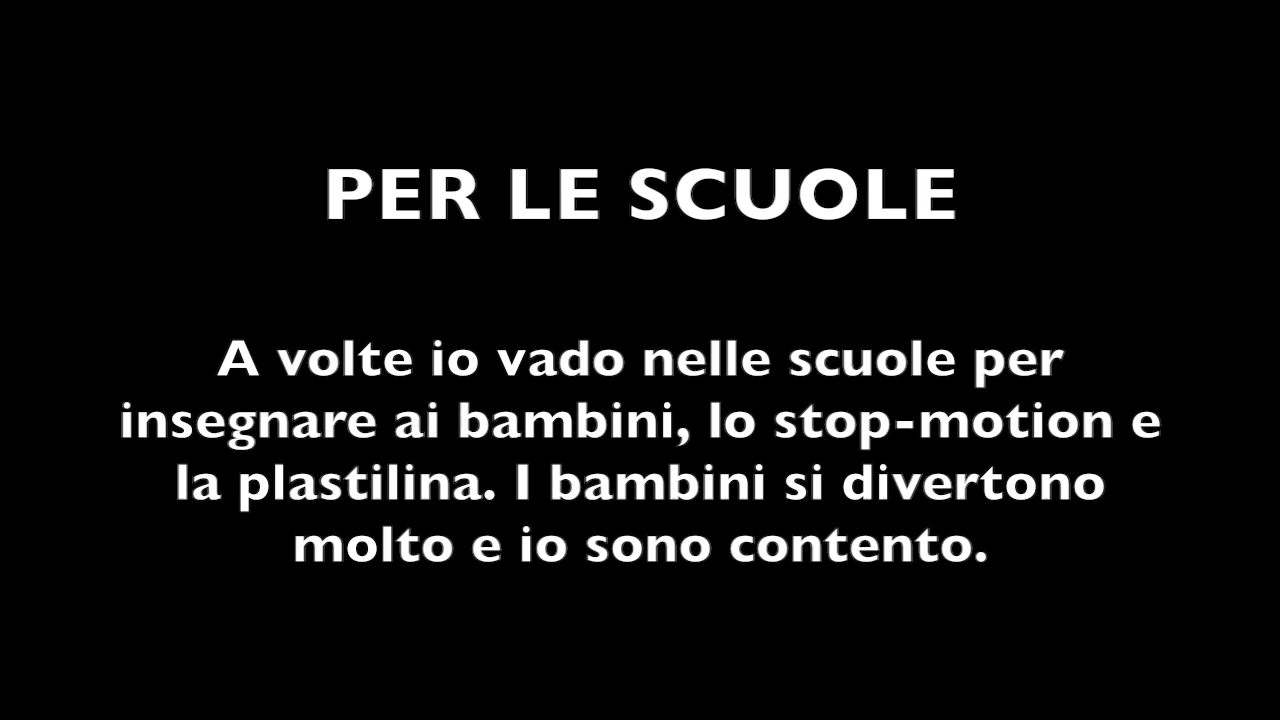 PER LE SCUOLE
A volte io vado nelle scuole per
insegnare ai bambini, lo stop-motion e
la plastilina. I bambini si divertono
molto e io sono contento.